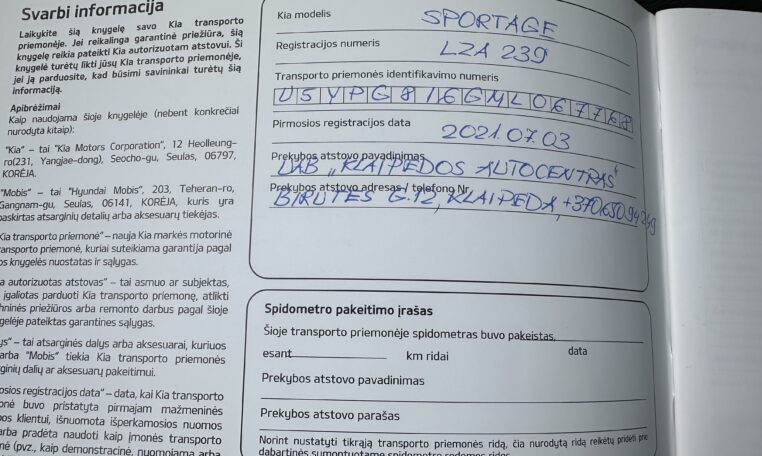 Svarbi informacija
Laikykite šią knygelę savo Kia transporto
priemonėje. Jei reikalinga garantinė priežiūra, šią
knygelę reikia pateikti Kia autorizuotam atstovui. Ši
knygelė turėtų likti jūsų Kia transporto priemonėje,
jei ją parduosite, kad būsimi savininkai turėtų šią
informaciją.
Apibrėžimai
Kaip naudojama šioje knygelėje (nebent konkrečiai
nurodyta kitaip):
"Kia" – tai "Kia Motors Corporation", 12 Heolleung-
ro(231, Yangjae-dong), Seocho-gu, Seulas, 06797,
KORĖJA.
"Mobis" – tai "Hyundai Mobis", 203, Teheran-ro,
Gangnam-gu, Seulas, 06141, KORĖJA, kuris yra
paskirtas atsarginių detalių arba aksesuarų tiekėjas.
Kia transporto priemonė" – nauja Kia markės motorinė
transporto priemonė, kuriai suteikiama garantija pagal
os knygelės nuostatas ir sąlygas.
a autorizuotas atstovas" – tai asmuo ar subjektas,
įgaliotas parduoti Kia transporto priemonę, atlikti
hninės priežiūros arba remonto darbus pagal šioje
gelėje pateiktas garantines sąlygas.
ys" – tai atsarginės dalys arba aksesuarai, kuriuos
arba "Mobis" tiekia Kia transporto priemonės
ginių dalių ar aksesuarų pakeitimui.
osios registracijos data" – data, kai Kia transporto
onė buvo pristatyta pirmajam mažmeninės
bos klientui, išnuomota išperkamosios nuomos
arba pradėta naudoti kaip įmonės transporto
nė (pvz., kaip demonstracinė, nuomojama arba
Kia modelis SPORTAGE
Registracijos numeris LZA 239
Transporto priemonės identifikavimo numeris
U5YPG816GML067768
Pirmosios registracijos data 2021.07.03
Prekybos atstovo pavadinimas
UAB „KLAIPĖDOS AUTOCENTRAS"
Prekybos atstovo adresas / telefono Nr.
BIRUTĖS G.12, KLAIPĖDA,
Spidometro pakeitimo įrašas
Šioje transporto priemonėje spidometras buvo pakeistas,
esant km ridai data
Prekybos atstovo pavadinimas
Prekybos atstovo parašas
Norint nustatyti tikrąją transporto priemonės ridą, čia nurodytą ridą reikėtų pridėti prie
dabartinės sumontuotame spidometro rodomos ridos.